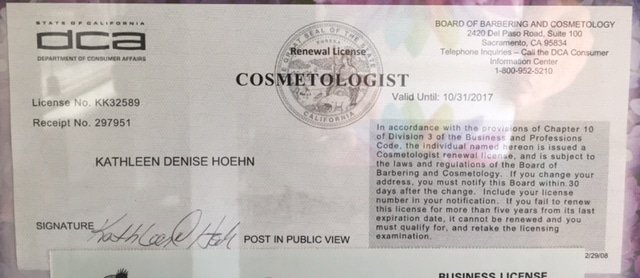 STATE OF CALIFORNIA
dca
DEPARTMENT OF CONSUMER AFFAIRS
BOARD OF BARBERING AND COSMETOLOGY
2420 Del Paso Road, Suite 100
Sacramento, CA 95834
Telephone Inquiries – Call the DCA Consumer
Information Center
1-800-952-5210
Renewal License
COSMETOLOGIST
CALIFORNIA
License No. KK32589
Valid Until: 10/31/2017
Receipt No. 297951
KATHLEEN DENISE HOEHN
In accordance with the provisions of Chapter 10
of Division 3 of the Business and Professions
Code, the individual named hereon is issued a
Cosmetologist renewal license, and is subject to
the laws and regulations of the Board of
Barbering and Cosmetology. If you change your
address, you must notify this Board within 30
days after the change. Include your license
number in your notification. If you fail to renew
this license for more than five years from its last
expiration date, it cannot be renewed and you
must qualify for, and retake the licensing
examination.
SIGNATURE
POST IN PUBLIC VIEW
2/29/08
BUSINESS LICENSE